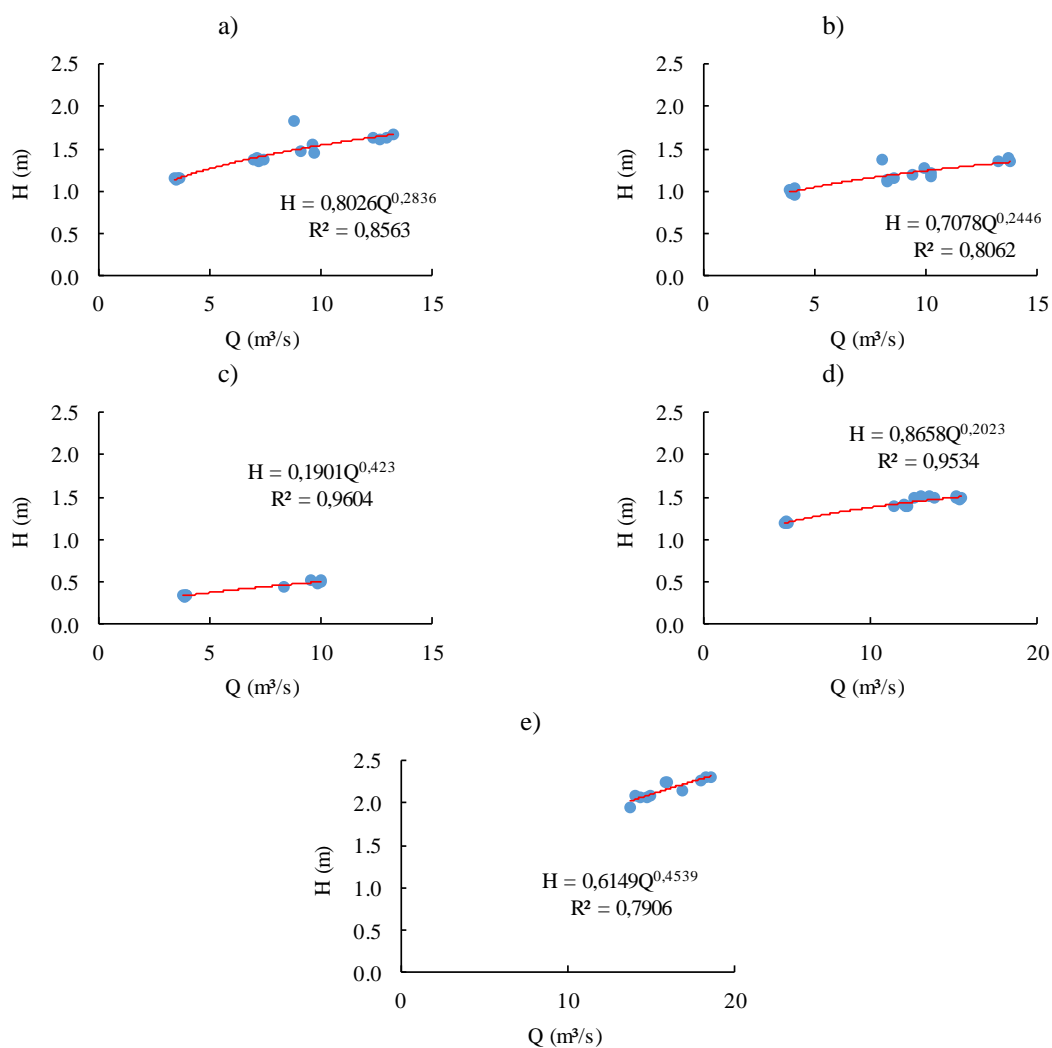 a)
2.5
2.0
1.5
1.0
0.5
0.0
H (m)
H = 0,8026Q^0,2836
R² = 0,8563
0 5 10 15
Q (m³/s)
b)
2.5
2.0
1.5
1.0
0.5
0.0
H (m)
H = 0,7078Q^0,2446
R² = 0,8062
0 5 10 15
Q (m³/s)
c)
2.5
2.0
1.5
1.0
0.5
0.0
H (m)
H = 0,1901Q^0,423
R² = 0,9604
0 5 10 15
Q (m³/s)
d)
2.5
2.0
1.5
1.0
0.5
0.0
H (m)
H = 0,8658Q^0,2023
R² = 0,9534
0 10 20
Q (m³/s)
e)
2.5
2.0
1.5
1.0
0.5
0.0
H (m)
H = 0,6149Q^0,4539
R² = 0,7906
0 10 20
Q (m³/s)